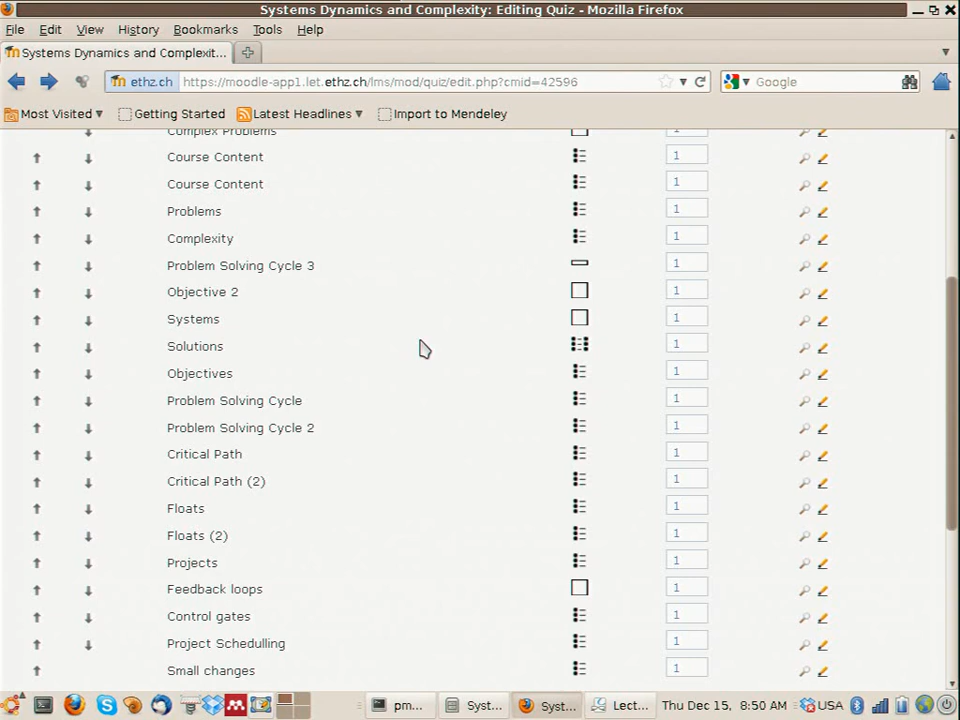 Systems Dynamics and Complexity: Editing Quiz - Mozilla Firefox
File Edit View History Bookmarks Tools Help
Systems Dynamics and Complexit...
ethz.ch https://moodle-app1.let.ethz.ch/lms/mod/quiz/edit.php?cmid=42596 Google
Most Visited Getting Started Latest Headlines Import to Mendeley
Complex Problems 1
Course Content 1
Course Content 1
Problems 1
Complexity 1
Problem Solving Cycle 3 1
Objective 2 1
Systems 1
Solutions 1
Objectives 1
Problem Solving Cycle 1
Problem Solving Cycle 2 1
Critical Path 1
Critical Path (2) 1
Floats 1
Floats (2) 1
Projects 1
Feedback loops 1
Control gates 1
Project Schedulling 1
Small changes 1
pm... Syst... Syst... Lect... Thu Dec 15, 8:50 AM USA